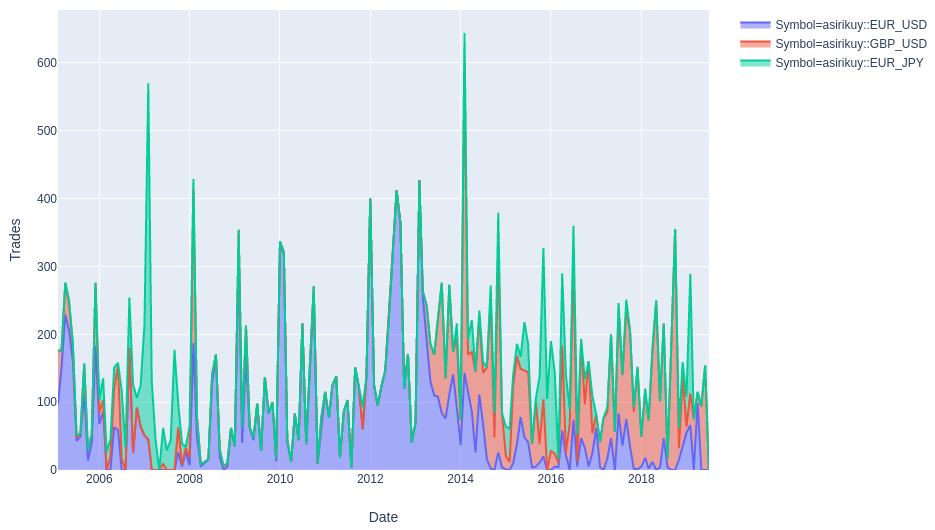 Symbol=asirikuy::EUR_USD
Symbol=asirikuy::GBP_USD
Symbol=asirikuy::EUR_JPY
Trades
600
500
400
300
200
100
0
2006 2008 2010 2012 2014 2016 2018
Date